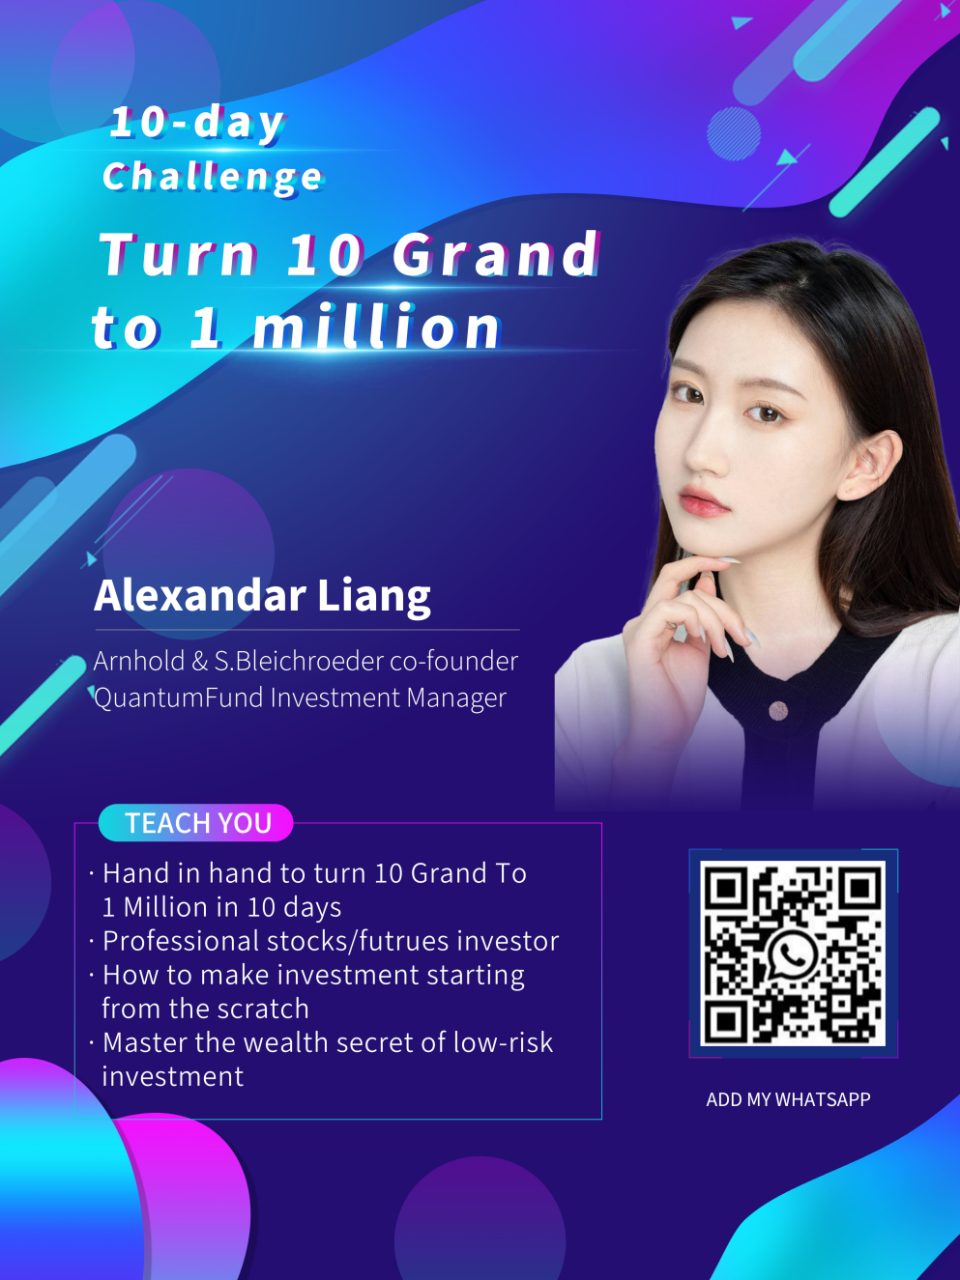 10-day
Challenge
Turn 10 Grand
to 1 million
Alexandar Liang
Arnhold & S.Bleichroeder co-founder
QuantumFund Investment Manager
TEACH YOU
· Hand in hand to turn 10 Grand To
1 Million in 10 days
· Professional stocks/futrues investor
· How to make investment starting
from the scratch
· Master the wealth secret of low-risk
investment
ADD MY WHATSAPP